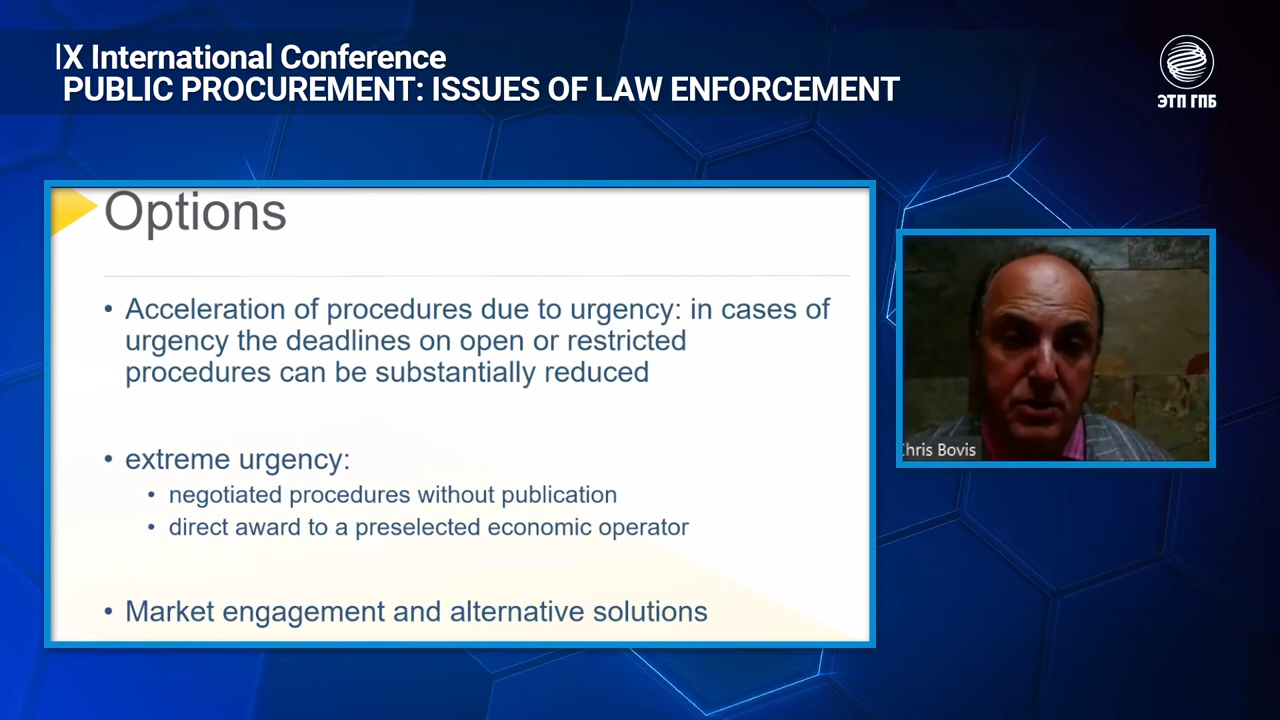 IX International Conference
PUBLIC PROCUREMENT: ISSUES OF LAW ENFORCEMENT
ЭТП ГПБ
Options
• Acceleration of procedures due to urgency: in cases of
urgency the deadlines on open or restricted
procedures can be substantially reduced
• extreme urgency:
• negotiated procedures without publication
• direct award to a preselected economic operator
• Market engagement and alternative solutions
Chris Bovis